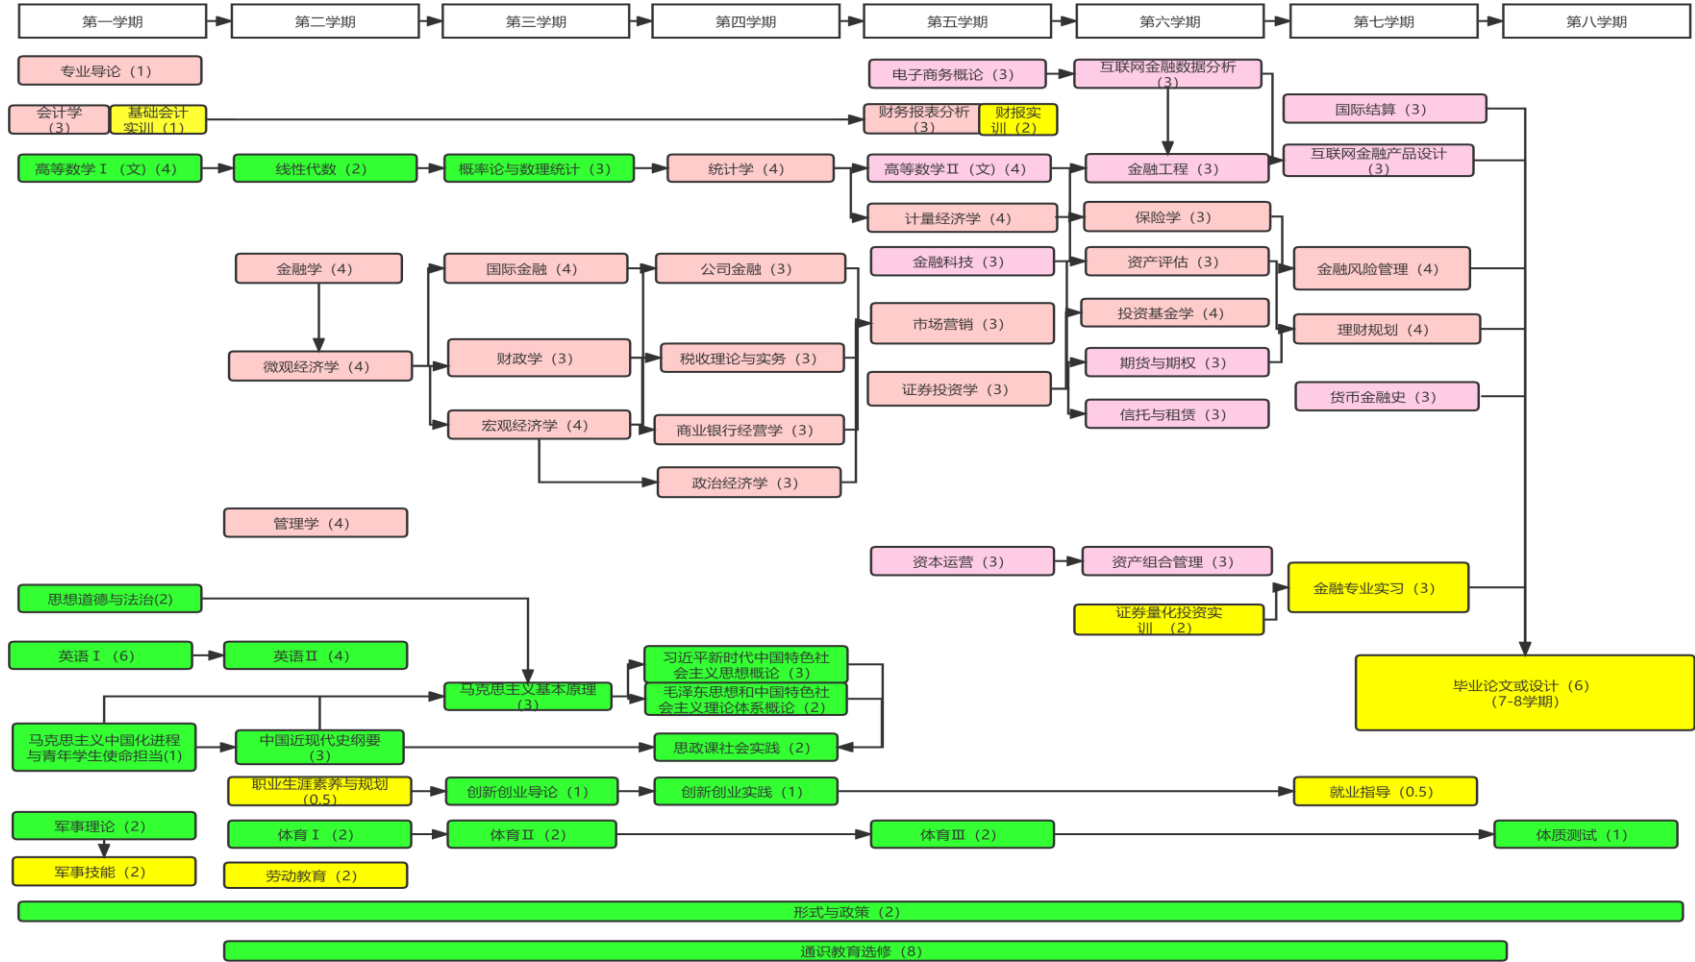 第一学期
第二学期
第三学期
第四学期
第五学期
第六学期
第七学期
第八学期
专业导论（1）
电子商务概论（3）
互联网金融数据分析
（3）
国际结算（3）
会计学
（3）
基础会计
实训（1）
财务报表分析
（3）
财报实
训（2）
高等数学Ⅰ (文)（4）
线性代数（2）
概率论与数理统计（3）
统计学（4）
高等数学Ⅱ (文)（4）
金融工程（3）
互联网金融产品设计
（3）
计量经济学（4）
保险学（3）
金融学（4）
国际金融（4）
公司金融（3）
金融科技（3）
资产评估（3）
金融风险管理（4）
市场营销（3）
投资基金学（4）
理财规划（4）
微观经济学（4）
财政学（3）
税收理论与实务（3）
证券投资学（3）
期货与期权（3）
货币金融史（3）
宏观经济学（4）
商业银行经营学（3）
信托与租赁（3）
政治经济学（3）
管理学（4）
资本运营（3）
资产组合管理（3）
金融专业实习（3）
思想道德与法治(2)
证券量化投资实
训 （2）
英语Ⅰ（6）
英语Ⅱ（4）
习近平新时代中国特色社
会主义思想概论（3）
马克思主义基本原理
（3）
毛泽东思想和中国特色社
会主义理论体系概论（2）
毕业论文或设计（6）
（7-8学期）
马克思主义中国化进程
与青年学生使命担当(1)
中国近现代史纲要
（3）
思政课社会实践（2）
职业生涯素养与规划
（0.5）
创新创业导论（1）
创新创业实践（1）
就业指导（0.5）
军事理论（2）
体育Ⅰ（2）
体育Ⅱ（2）
体育Ⅲ（2）
体质测试（1）
军事技能（2）
劳动教育（2）
形式与政策（2）
通识教育选修（8）